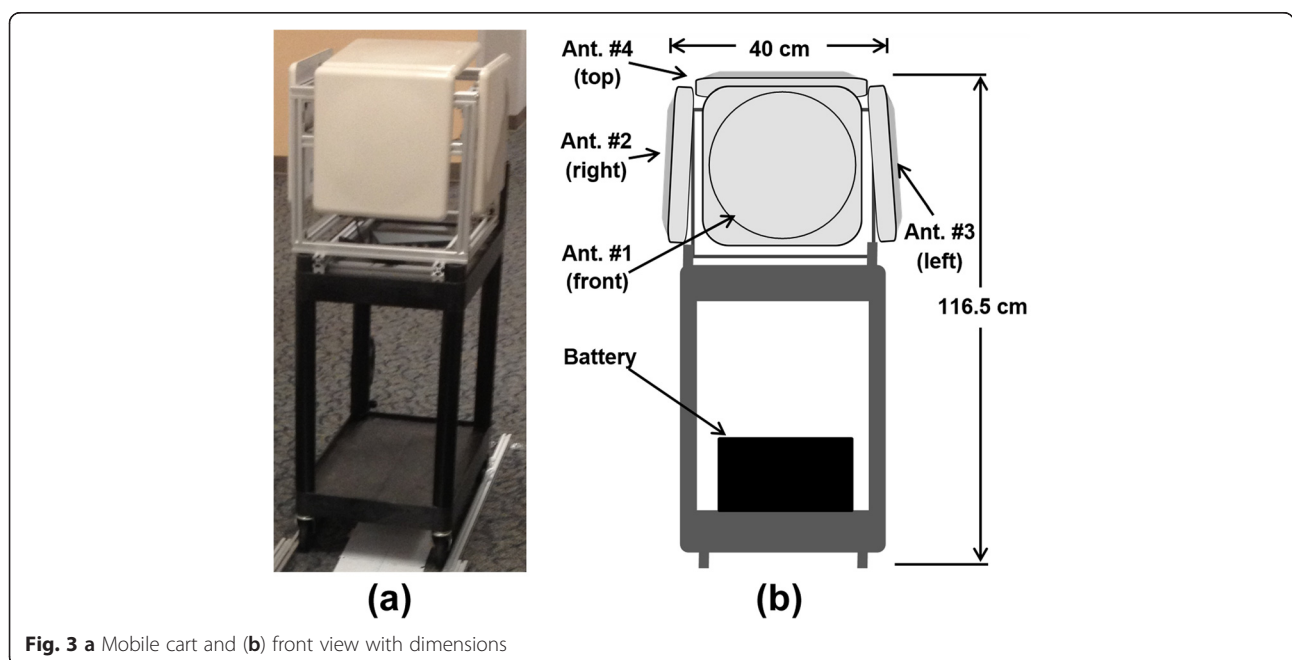 Ant. #4
(top)
40 cm
Ant. #2
(right)
Ant. #1
(front)
Ant. #3
(left)
116.5 cm
Battery
(a)
(b)
Fig. 3 a Mobile cart and (b) front view with dimensions